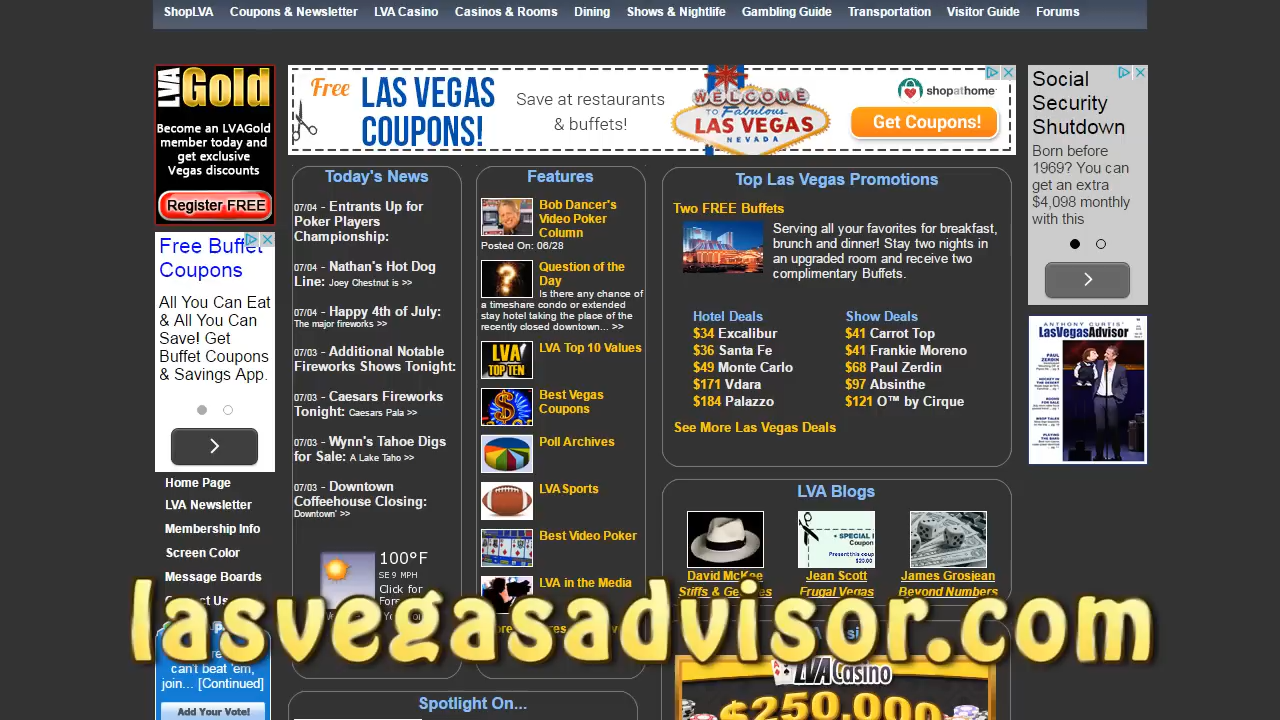 ShopLVA Coupons & Newsletter LVA Casino Casinos & Rooms Dining Shows & Nightlife Gambling Guide Transportation Visitor Guide Forums
LVA Gold
Become an LVAGold
member today and
get exclusive
Vegas discounts
Register FREE
Free Buffet
Coupons
All You Can Eat
& All You Can
Save! Get
Buffet Coupons
& Savings App.
Home Page
LVA Newsletter
Membership Info
Screen Color
Message Boards
can't beat 'em,
join... [Continued]
Add Your Vote!
Free LAS VEGAS
COUPONS!
Save at restaurants
& buffets!
WELCOME
TO Fabulous
LAS VEGAS
NEVADA
shopathome
Get Coupons!
Today's News
07/04 - Entrants Up for
Poker Players
Championship:
07/04 - Nathan's Hot Dog
Line: Joey Chestnut is >>
07/04 - Happy 4th of July:
The major fireworks >>
07/03 - Additional Notable
Fireworks Shows Tonight:
07/03 - Caesars Fireworks
Tonight: Caesars Pala >>
07/03 - Wynn's Tahoe Digs
for Sale: A Lake Taho >>
07/03 - Downtown
Coffeehouse Closing:
Downtown' >>
100°F
SE 9 MPH
Click for
Features
Bob Dancer's
Video Poker
Column
Posted On: 06/28
Question of the
Day
Is there any chance of
a timeshare condo or extended
stay hotel taking the place of the
recently closed downtown... >>
LVA TOP TEN
LVA Top 10 Values
Best Vegas
Coupons
Poll Archives
LVA Sports
Best Video Poker
LVA in the Media
Top Las Vegas Promotions
Two FREE Buffets
Serving all your favorites for breakfast,
brunch and dinner! Stay two nights in
an upgraded room and receive two
complimentary Buffets.
Hotel Deals
$34 Excalibur
$36 Santa Fe
$49 Monte Carlo
$171 Vdara
$184 Palazzo
Show Deals
$41 Carrot Top
$41 Frankie Moreno
$68 Paul Zerdin
$97 Absinthe
$121 O™ by Cirque
See More Las Vegas Deals
LVA Blogs
David McKee
Jean Scott
Frugal Vegas
James Grosjean
Beyond Numbers
Social
Security
Shutdown
Born before
1969? You can
get an extra
$4,098 monthly
with this
ANTHONY CURTIS'
LasVegasAdvisor
PAUL
ZERDIN
lasvegasadvisor.com
LVA Casino
$250,000
Spotlight On...